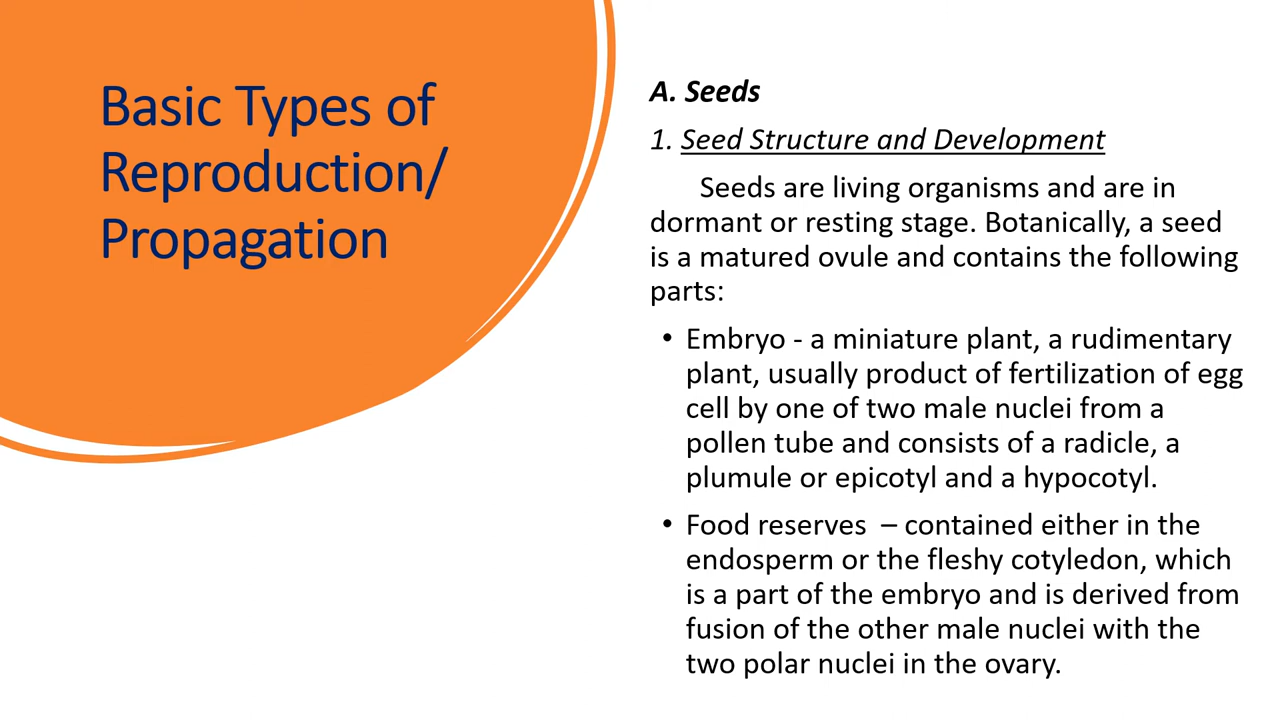 Basic Types of
Reproduction/
Propagation
A. Seeds
1. Seed Structure and Development
Seeds are living organisms and are in
dormant or resting stage. Botanically, a seed
is a matured ovule and contains the following
parts:
• Embryo - a miniature plant, a rudimentary
plant, usually product of fertilization of egg
cell by one of two male nuclei from a
pollen tube and consists of a radicle, a
plumule or epicotyl and a hypocotyl.
• Food reserves – contained either in the
endosperm or the fleshy cotyledon, which
is a part of the embryo and is derived from
fusion of the other male nuclei with the
two polar nuclei in the ovary.